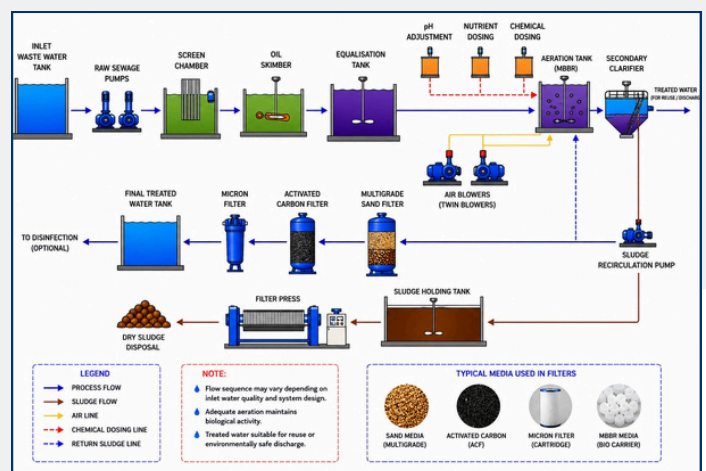 INLET
WASTE WATER
TANK
RAW SEWAGE
PUMPS
SCREEN
CHAMBER
OIL
SKIMBER
EQUALISATION
TANK
pH
ADJUSTMENT
NUTRIENT
DOSING
CHEMICAL
DOSING
AERATION TANK
(MBBR)
SECONDARY
CLARIFIER
TREATED WATER
(FOR REUSE / DISCHARG
AIR BLOWERS
(TWIN BLOWERS)
FINAL TREATED
WATER TANK
MICRON
FILTER
ACTIVATED
CARBON FILTER
MULTIGRADE
SAND FILTER
TO DISINFECTION
(OPTIONAL)
SLUDGE
RECIRCULATION PUMP
SLUDGE HOLDING TANK
FILTER PRESS
DRY SLUDGE
DISPOSAL
LEGEND
PROCESS FLOW
SLUDGE FLOW
AIR LINE
CHEMICAL DOSING LINE
RETURN SLUDGE LINE
NOTE:
Flow sequence may vary depending on
inlet water quality and system design.
Adequate aeration maintains
biological activity.
Treated water suitable for reuse or
environmentally safe discharge.
TYPICAL MEDIA USED IN FILTERS
SAND MEDIA
(MULTIGRADE)
ACTIVATED CARBON
(ACF)
MICRON FILTER
(CARTRIDGE)
MBBR MEDIA
(BIO CARRIER)